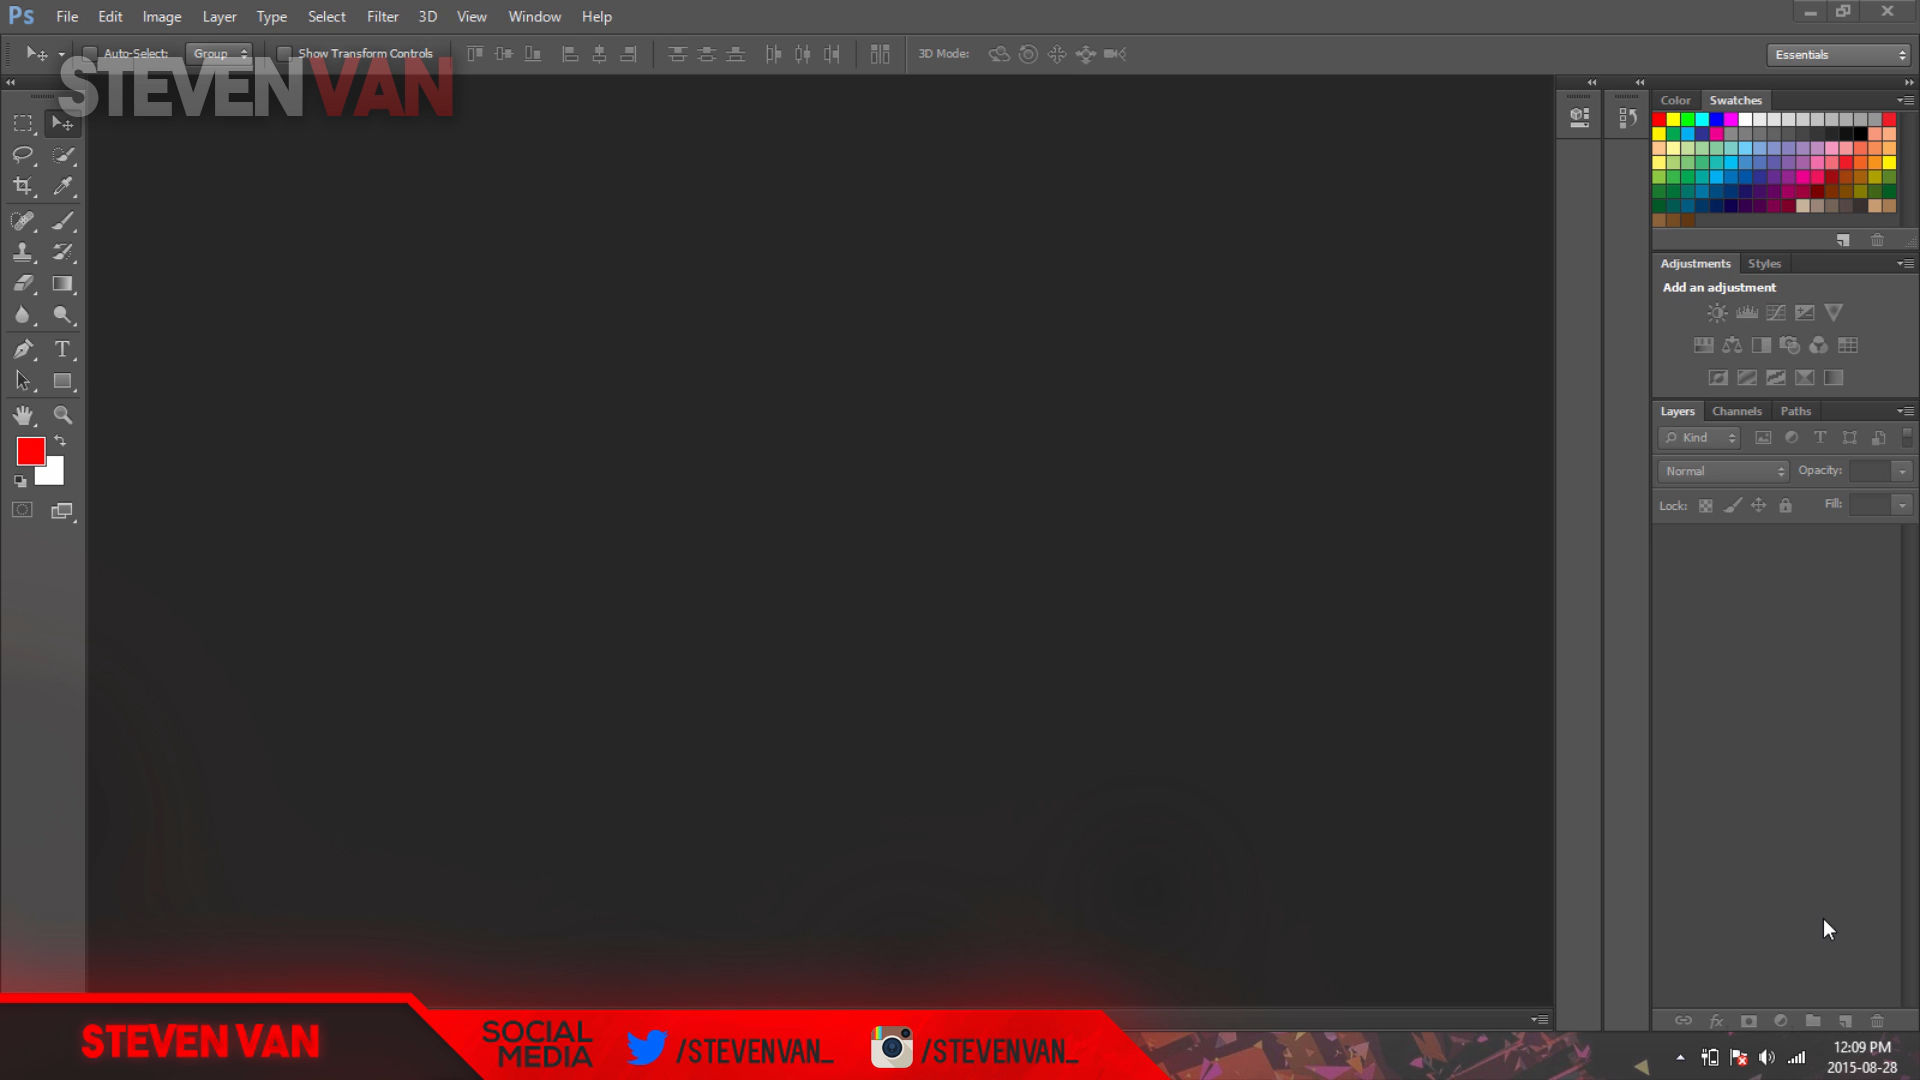 Ps File Edit Image Layer Type Select Filter 3D View Window Help
Auto-Select: Group Show Transform Controls 3D Mode: Essentials
STEVENVAN
Color Swatches
Adjustments Styles
Add an adjustment
T
Layers Channels Paths
Kind T
Normal Opacity:
Lock: Fill:
fx
STEVEN VAN
SOCIAL
MEDIA
/STEVENVAN_
/STEVENVAN_
12:09 PM
2015-08-28